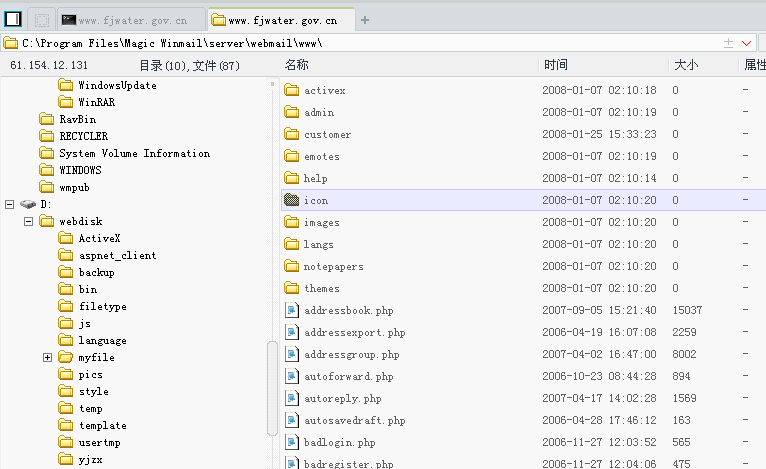 www.fjwater.gov.cn www.fjwater.gov.cn
C:\Program Files\Magic Winmail\server\webmail\www\
61.154.12.131 目录(10),文件(87) 名称 时间 大小 属性
WindowsUpdate
WinRAR
RavBin
RECYCLER
System Volume Information
WINDOWS
wmpub
D:
webdisk
ActiveX
aspnet_client
backup
bin
filetype
js
language
myfile
pics
style
temp
template
usertmp
yjzx
activex 2008-01-07 02:10:18 0 -
admin 2008-01-07 02:10:19 0 -
customer 2008-01-25 15:33:23 0 -
emotes 2008-01-07 02:10:19 0 -
help 2008-01-07 02:10:14 0 -
icon 2008-01-07 02:10:20 0 -
images 2008-01-07 02:10:20 0 -
langs 2008-01-07 02:10:20 0 -
notepapers 2008-01-07 02:10:20 0 -
themes 2008-01-07 02:10:20 0 -
addressbook.php 2007-09-05 15:21:40 15037 -
addressexport.php 2006-04-19 16:07:08 2259 -
addressgroup.php 2007-04-02 16:47:00 8002 -
autoforward.php 2006-10-23 08:44:28 894 -
autoreply.php 2007-04-17 14:02:28 1569 -
autosavedraft.php 2006-04-28 17:46:12 163 -
badlogin.php 2006-11-27 12:03:52 565 -
badregister.php 2006-11-27 12:04:06 475 -